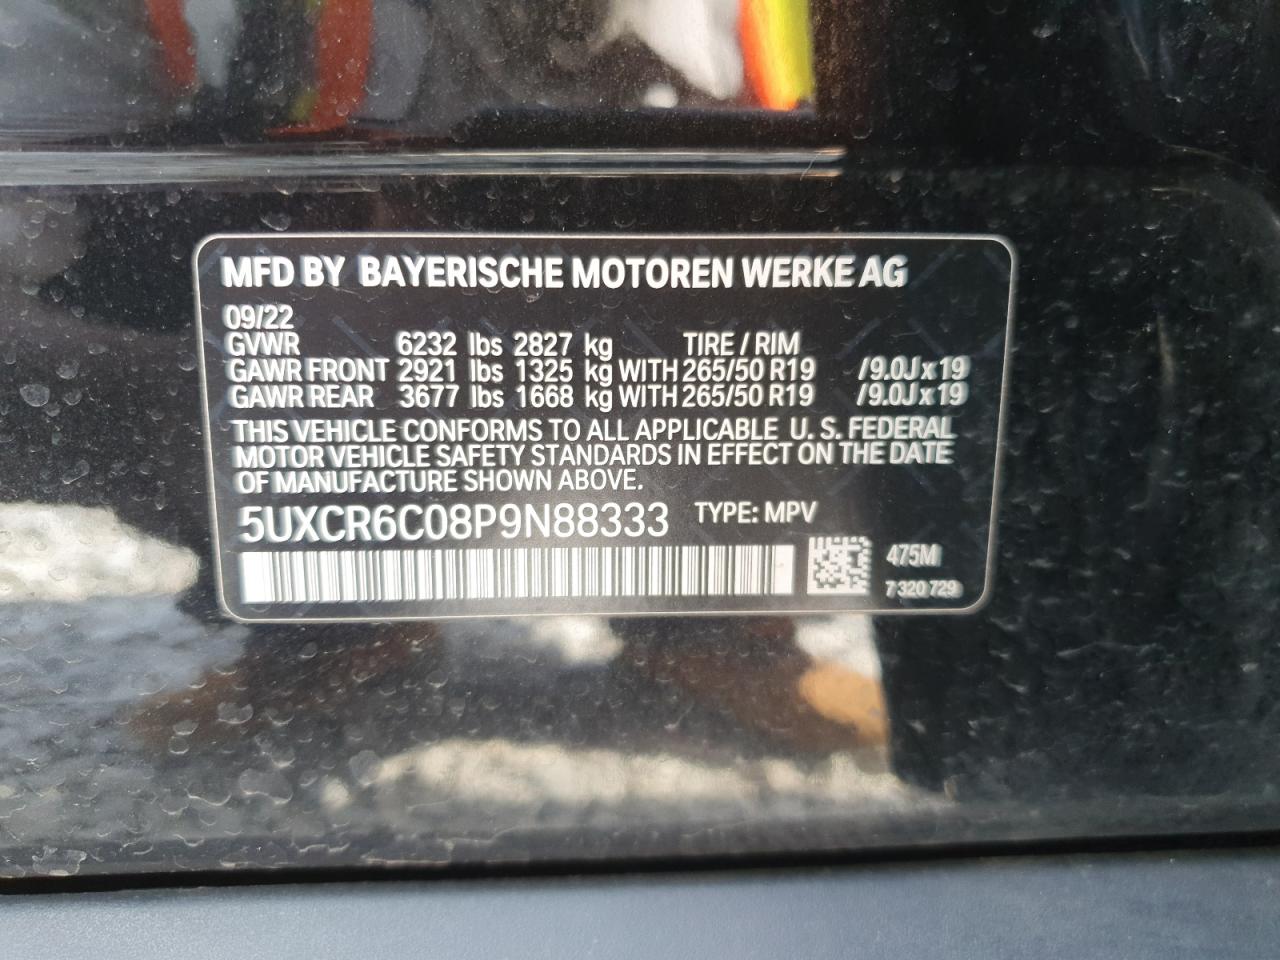 MFD BY BAYERISCHE MOTOREN WERKE AG
09/22
GVWR 6232 lbs 2827 kg TIRE / RIM
GAWR FRONT 2921 lbs 1325 kg WITH 265/50 R19 /9.0J x 19
GAWR REAR 3677 lbs 1668 kg WITH 265/50 R19 /9.0J x 19
THIS VEHICLE CONFORMS TO ALL APPLICABLE U. S. FEDERAL
MOTOR VEHICLE SAFETY STANDARDS IN EFFECT ON THE DATE
OF MANUFACTURE SHOWN ABOVE.
5UXCR6C08P9N88333 TYPE: MPV
475M
7 320 729